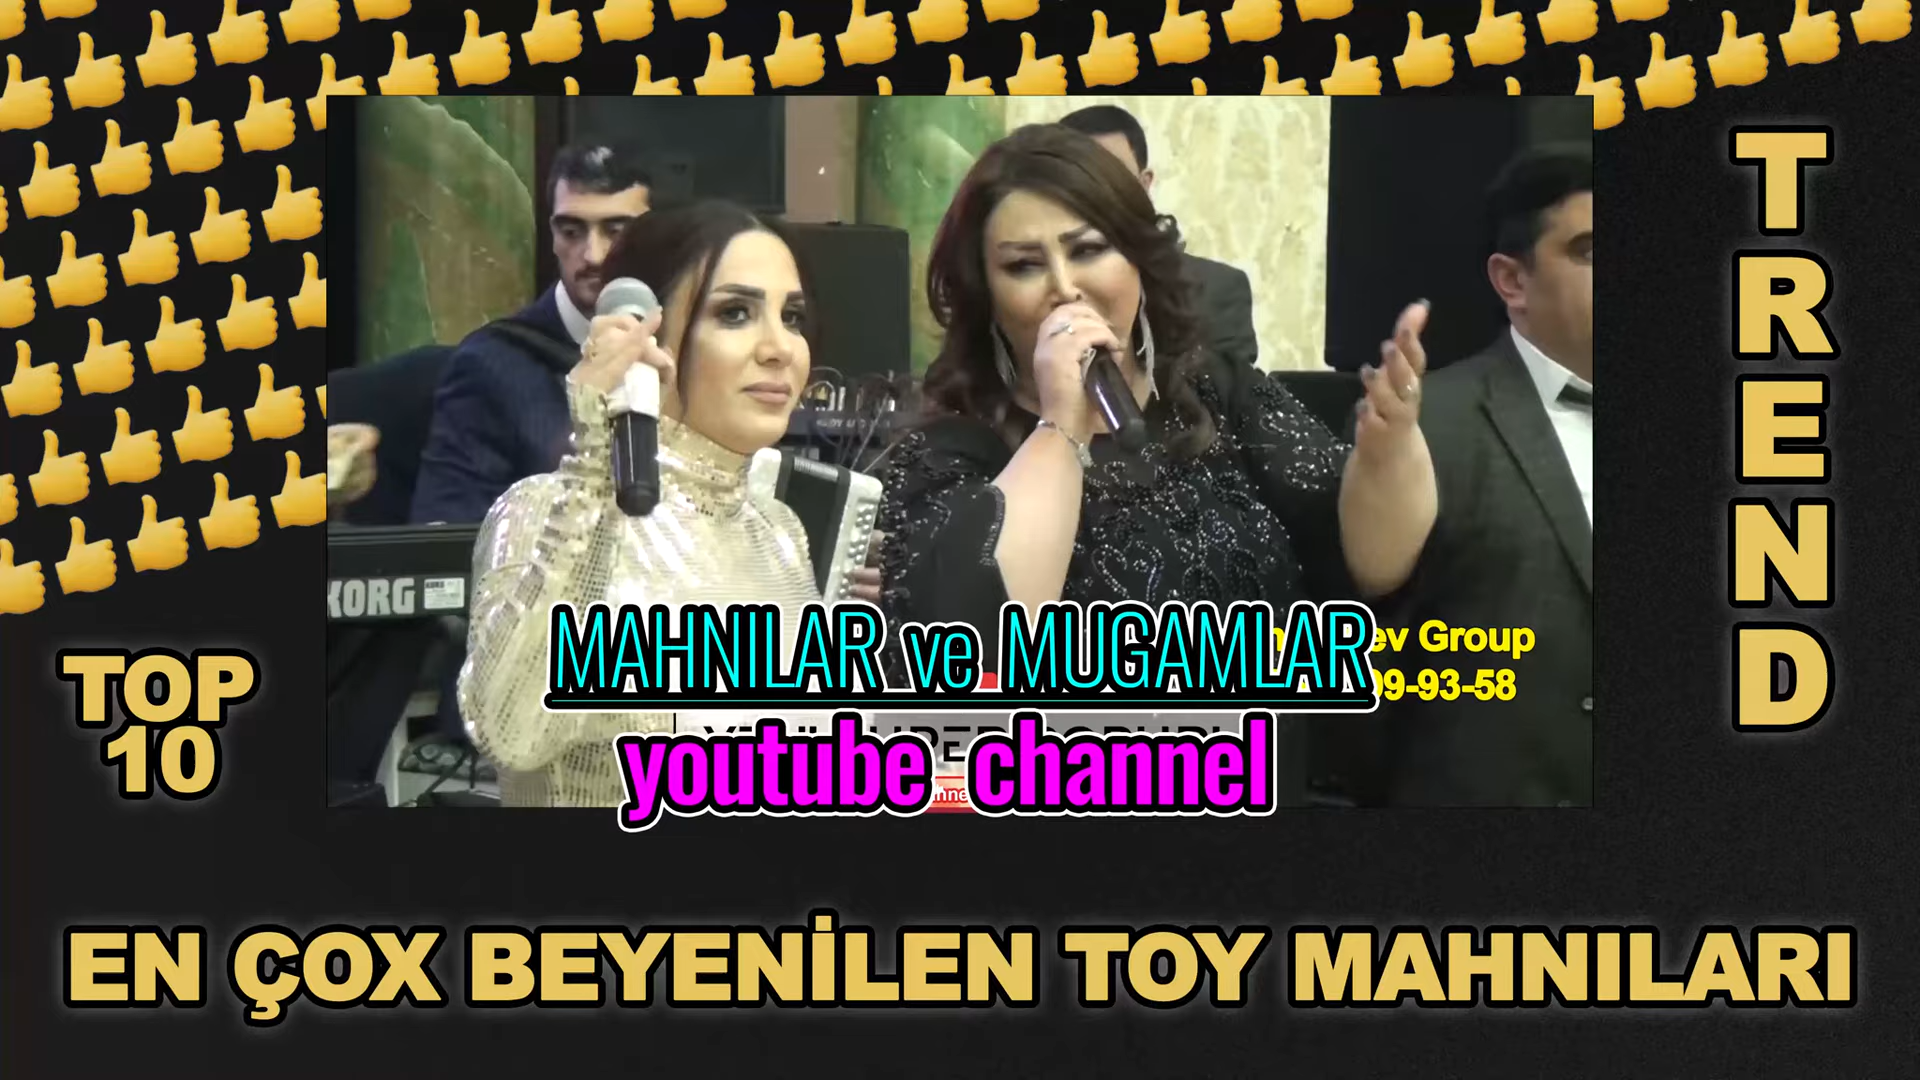 TREND
KORG
MAHNILAR ve MUGAMLAR
Group
99-93-58
youtube channel
TOP
10
EN ÇOX BEYENİLEN TOY MAHNILARI